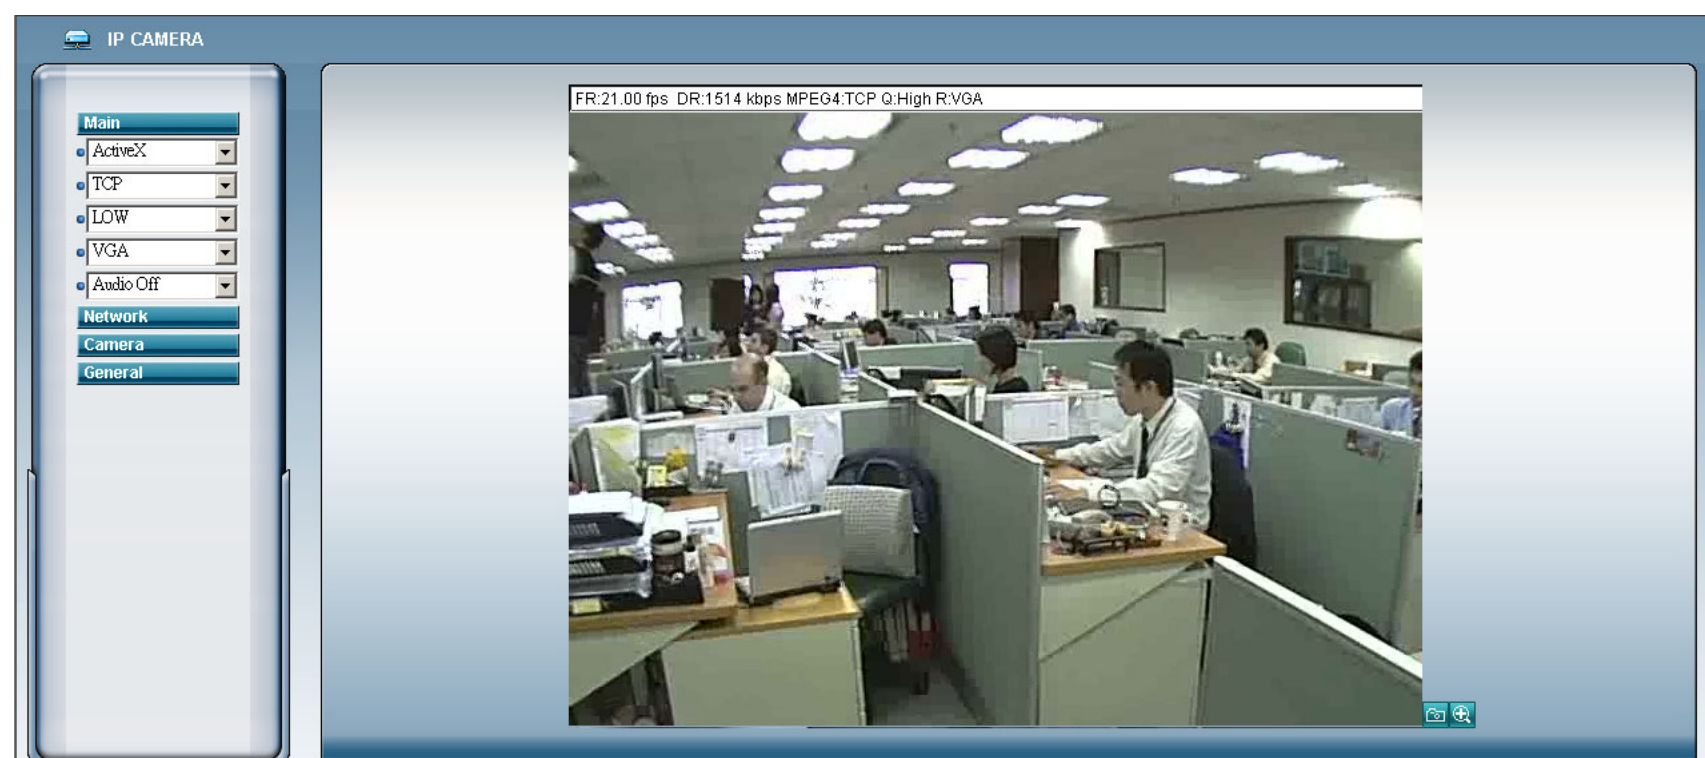 IP CAMERA
Main
ActiveX
TCP
LOW
VGA
Audio Off
Network
Camera
General
FR:21.00 fps DR:1514 kbps MPEG4:TCP Q:High R:VGA